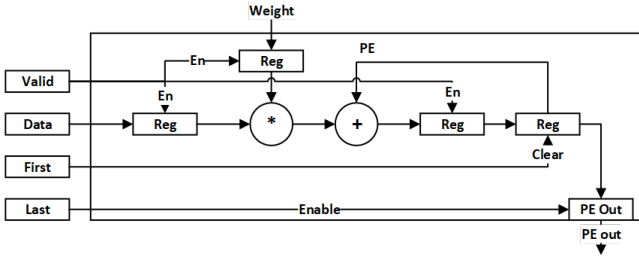 Weight
PE
En
Reg
Valid
En
En
Data
Reg
*
+
Reg
Reg
First
Clear
Last
Enable
PE Out
PE out